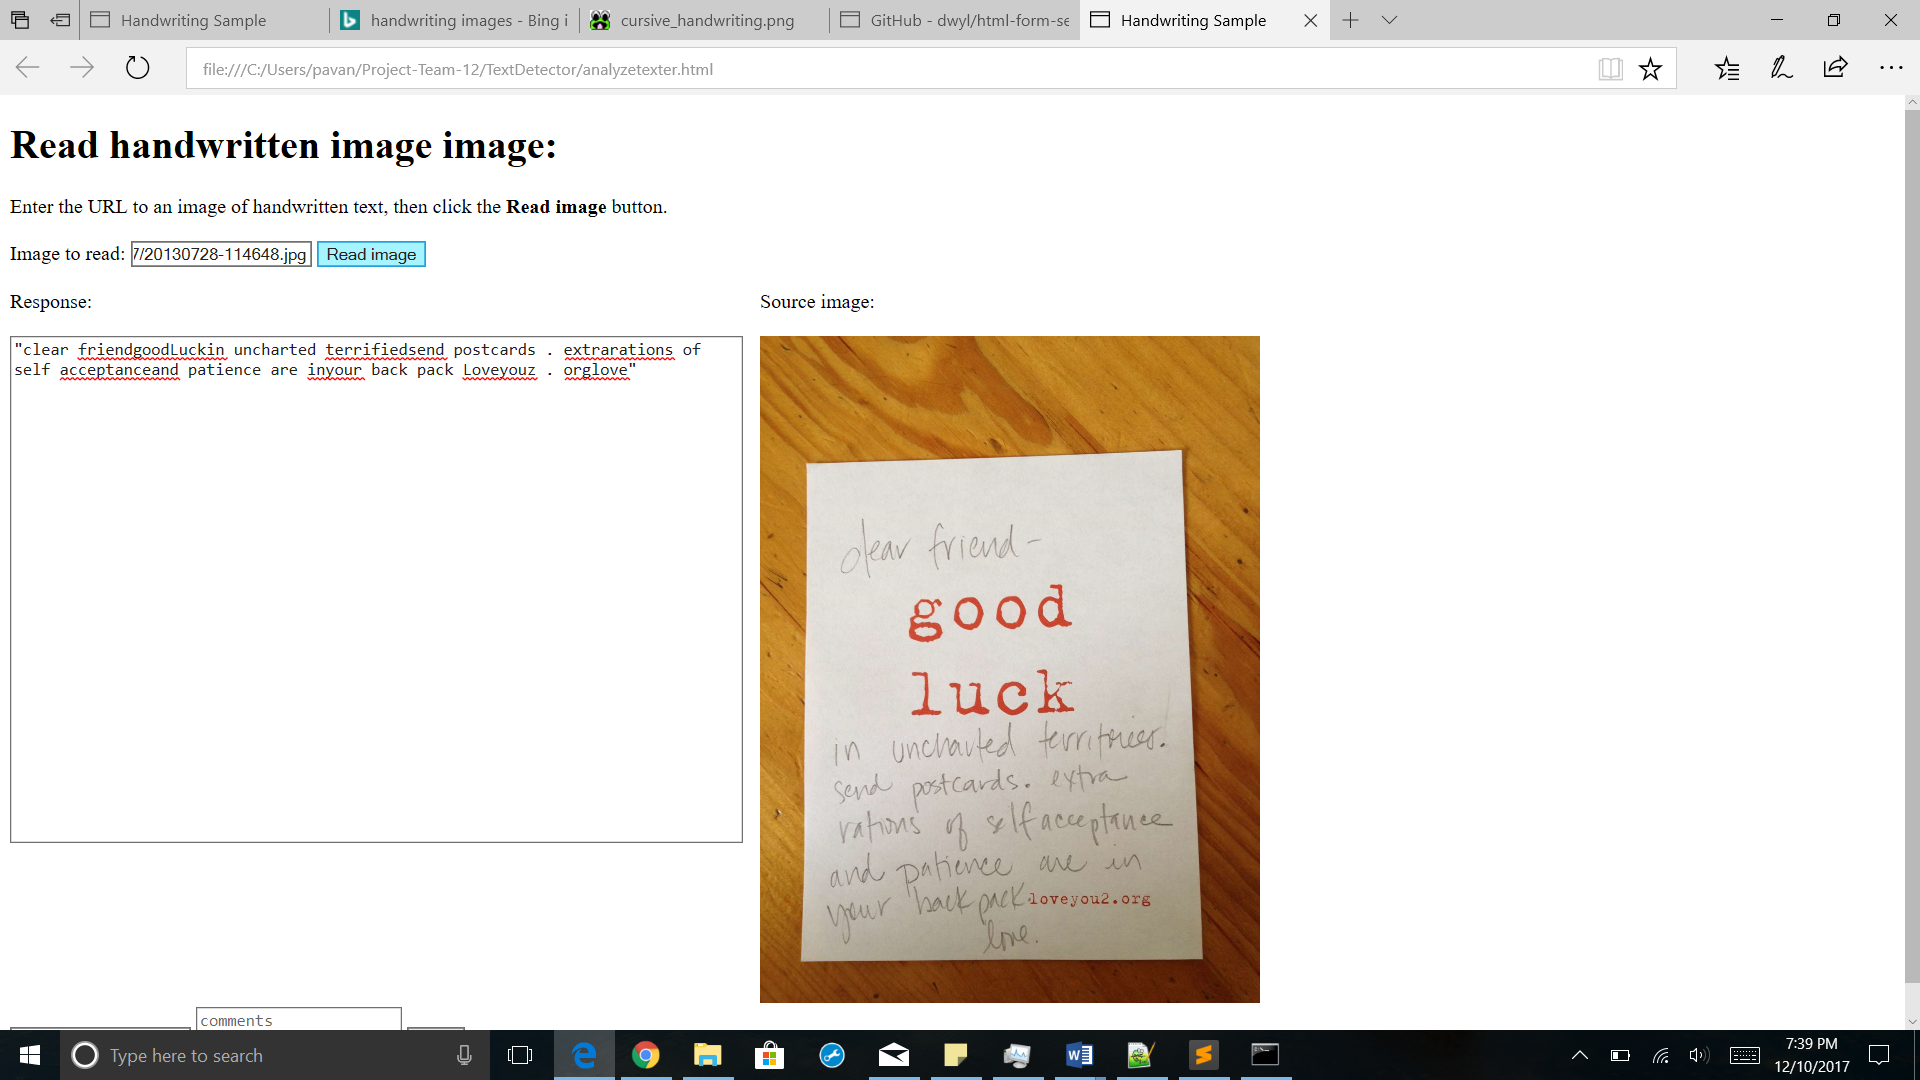 Handwriting Sample
handwriting images - Bing i
cursive_handwriting.png
GitHub - dwyl/html-form-se
Handwriting Sample
file:///C:/Users/pavan/Project-Team-12/TextDetector/analyzetexter.html
Read handwritten image image:
Enter the URL to an image of handwritten text, then click the Read image button.
Image to read: 7/20130728-114648.jpg Read image
Response:
Source image:
"clear friendgoodLuckin uncharted terrifiedsend postcards . extrarations of
self acceptanceand patience are inyour back pack Loveyouz . orglove"
dear friend-
good
luck
in uncharted territories.
send postcards. extra
rations of self acceptance
and patience are in
your back pack. loveyou2.org
love.
comments
Type here to search
7:39 PM
12/10/2017